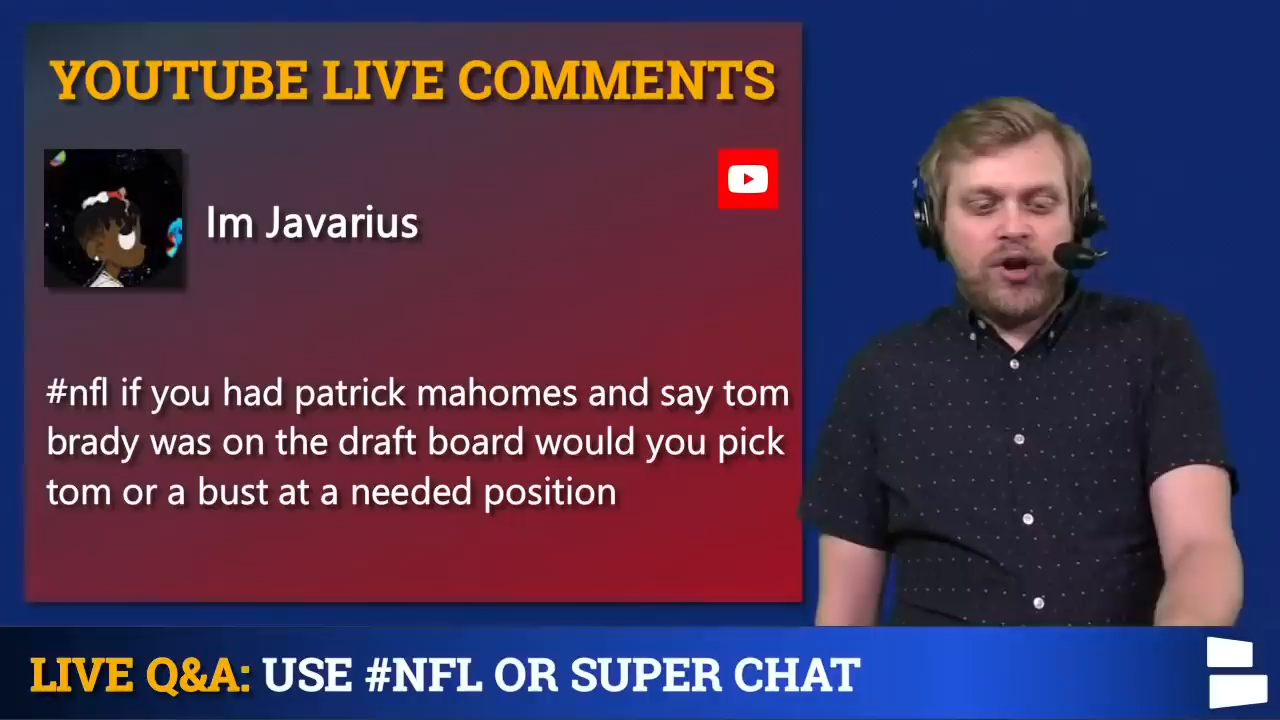 YOUTUBE LIVE COMMENTS
Im Javarius
#nfl if you had patrick mahomes and say tom
brady was on the draft board would you pick
tom or a bust at a needed position
LIVE Q&A: USE #NFL OR SUPER CHAT